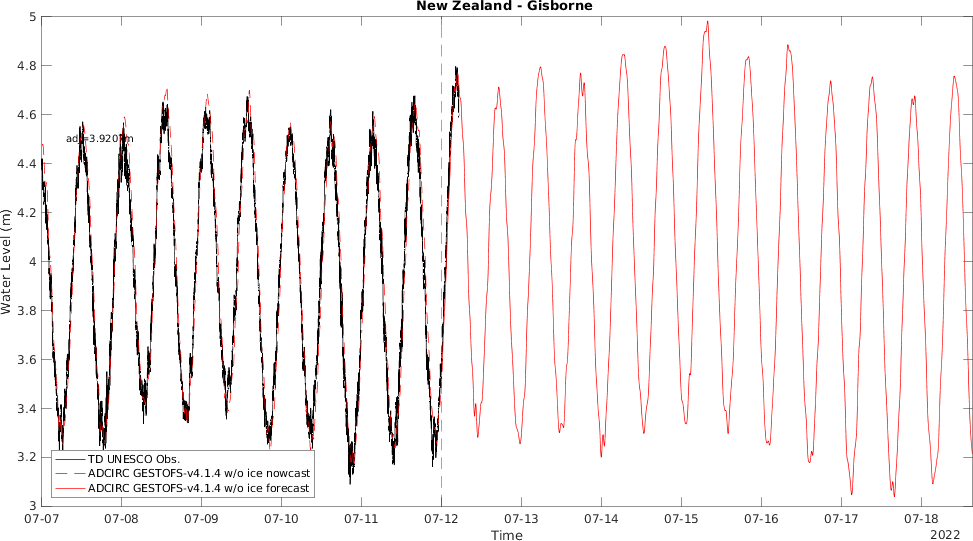 New Zealand - Gisborne
Water Level (m)
5
4.8
4.6
4.4
4.2
4
3.8
3.6
3.4
3.2
3
TD UNESCO Obs.
ADCIRC GESTOFS-v4.1.4 w/o ice nowcast
ADCIRC GESTOFS-v4.1.4 w/o ice forecast
07-07 07-08 07-09 07-10 07-11 07-12 07-13 07-14 07-15 07-16 07-17 07-18
Time
2022